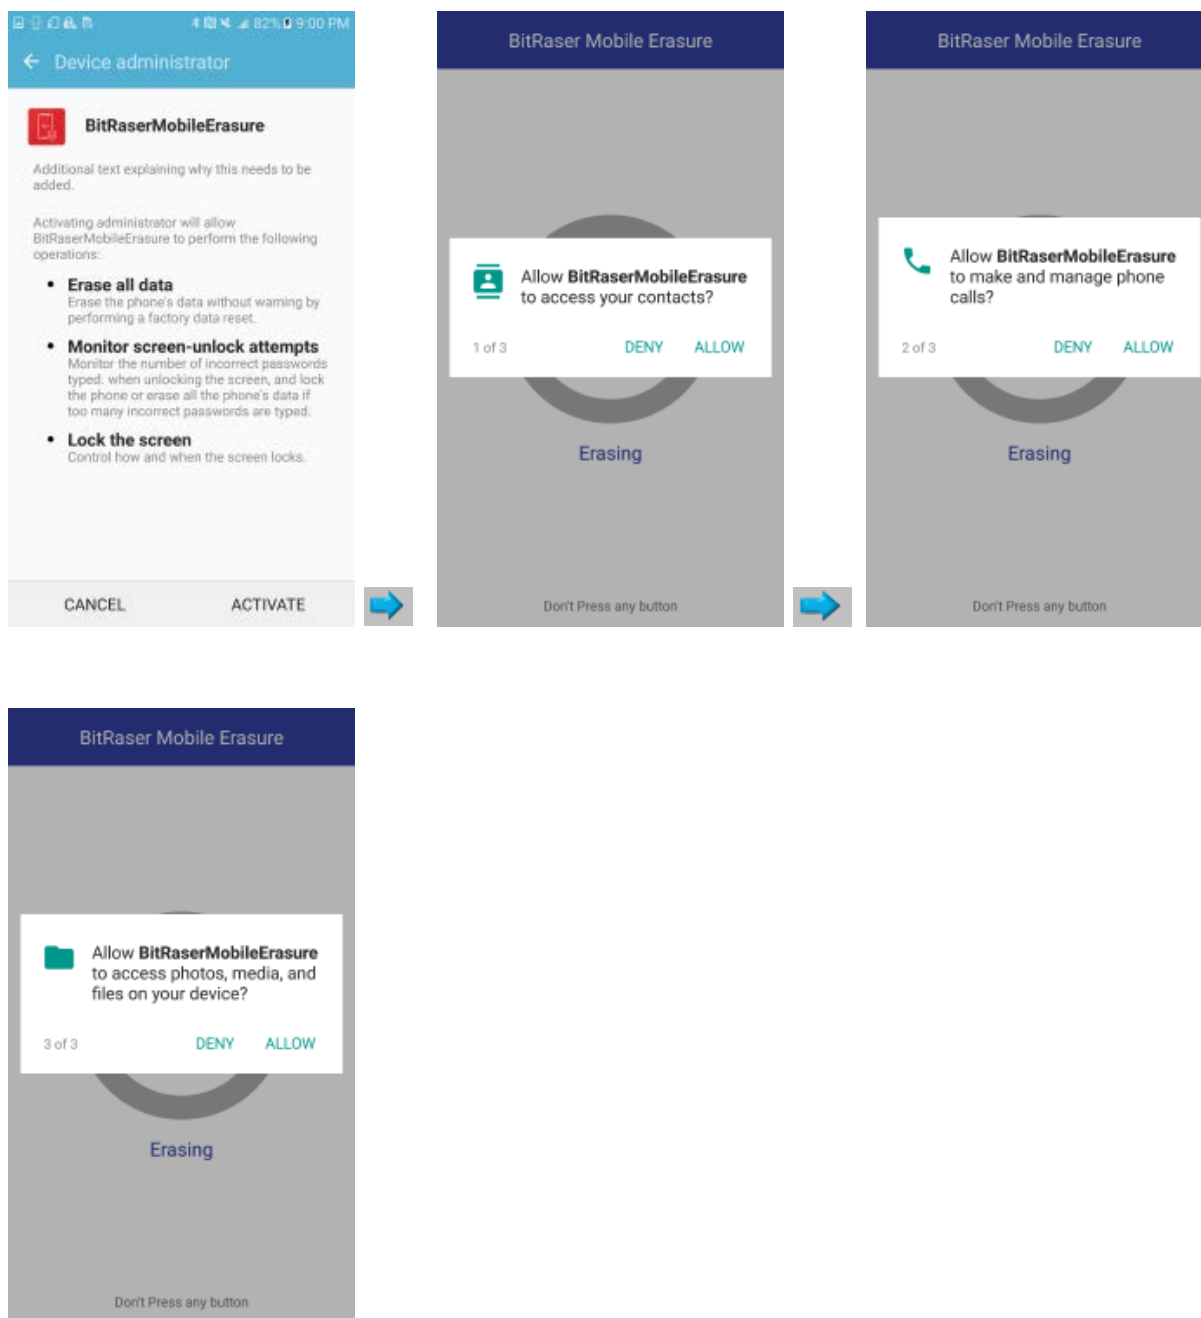 82% 9:00 PM
Device administrator
BitRaserMobileErasure
Additional text explaining why this needs to be
added.
Activating administrator will allow
BitRaserMobileErasure to perform the following
operations:
• Erase all data
Erase the phone's data without warning by
performing a factory data reset.
• Monitor screen-unlock attempts
Monitor the number of incorrect passwords
typed. when unlocking the screen, and lock
the phone or erase all the phone's data if
too many incorrect passwords are typed.
• Lock the screen
Control how and when the screen locks.
CANCEL ACTIVATE
BitRaser Mobile Erasure
Allow BitRaserMobileErasure
to access your contacts?
1 of 3 DENY ALLOW
Erasing
Don't Press any button
BitRaser Mobile Erasure
Allow BitRaserMobileErasure
to make and manage phone
calls?
2 of 3 DENY ALLOW
Erasing
Don't Press any button
BitRaser Mobile Erasure
Allow BitRaserMobileErasure
to access photos, media, and
files on your device?
3 of 3 DENY ALLOW
Erasing
Don't Press any button